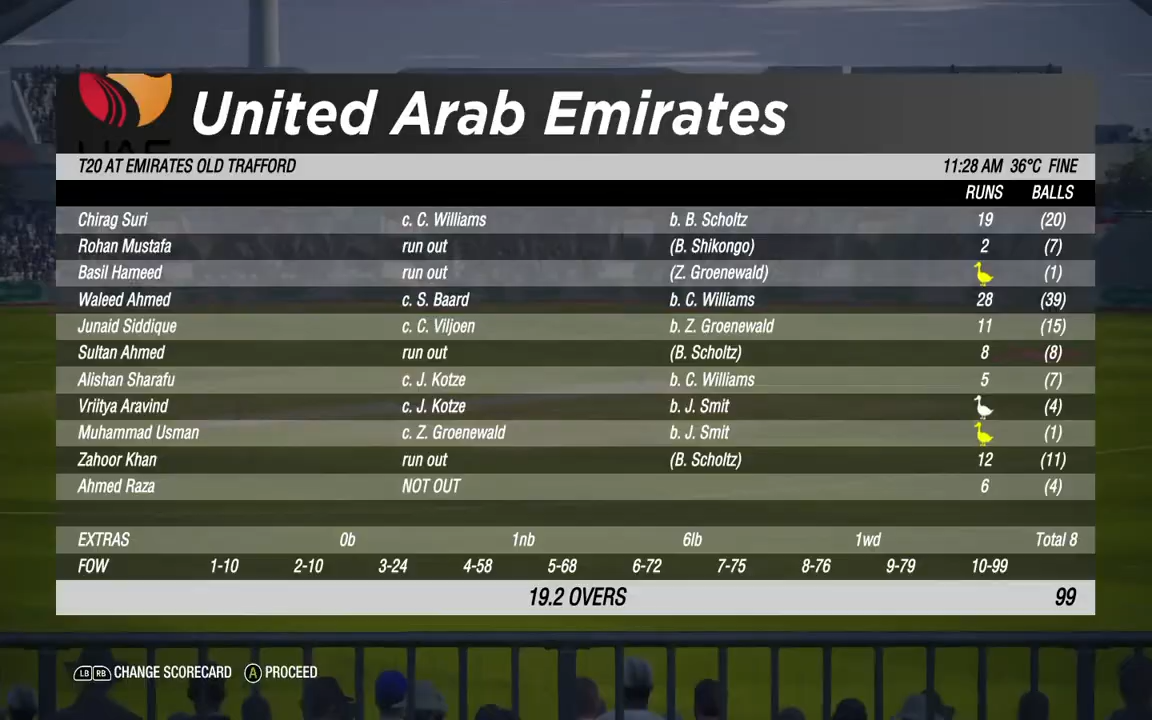 UAE
United Arab Emirates
T20 AT EMIRATES OLD TRAFFORD 11:28 AM 36°C FINE
RUNS BALLS
Chirag Suri c. C. Williams b. B. Scholtz 19 (20)
Rohan Mustafa run out (B. Shikongo) 2 (7)
Basil Hameed run out (Z. Groenewald) (1)
Waleed Ahmed c. S. Baard b. C. Williams 28 (39)
Junaid Siddique c. C. Viljoen b. Z. Groenewald 11 (15)
Sultan Ahmed run out (B. Scholtz) 8 (8)
Alishan Sharafu c. J. Kotze b. C. Williams 5 (7)
Vriitya Aravind c. J. Kotze b. J. Smit (4)
Muhammad Usman c. Z. Groenewald b. J. Smit (1)
Zahoor Khan run out (B. Scholtz) 12 (11)
Ahmed Raza NOT OUT 6 (4)
EXTRAS 0b 1nb 6lb 1wd Total 8
FOW 1-10 2-10 3-24 4-58 5-68 6-72 7-75 8-76 9-79 10-99
19.2 OVERS 99
LB RB CHANGE SCORECARD A PROCEED